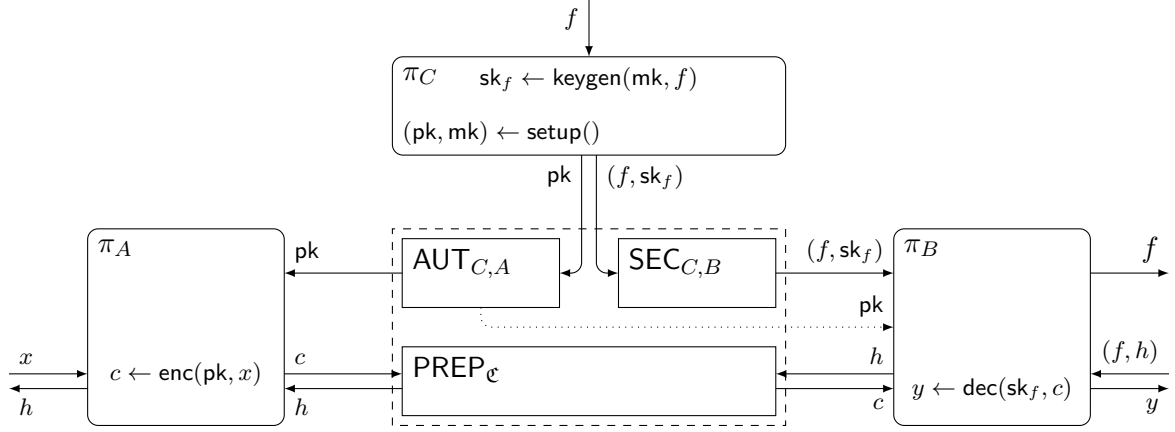 f
π_C sk_f ← keygen(mk, f)
(pk, mk) ← setup()
pk (f, sk_f)
π_A
pk
AUT_{C,A}
SEC_{C,B}
(f, sk_f)
π_B
f
pk
x
c ← enc(pk, x)
c
h
PREP_ℭ
h
c
y ← dec(sk_f, c)
(f, h)
h
y